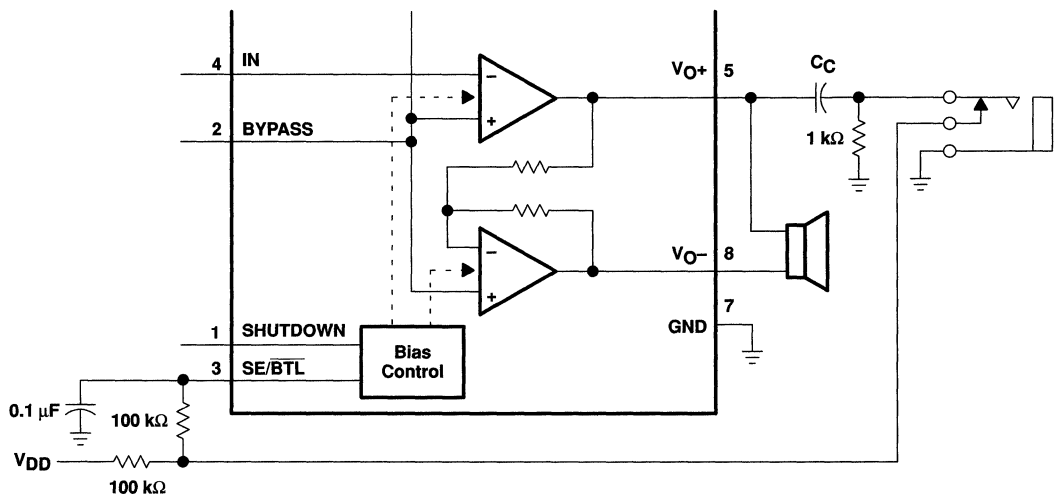 4 IN
VO+ 5
CC
−
+
2 BYPASS
1 kΩ
−
VO− 8
+
7
GND
1 SHUTDOWN
Bias
Control
3 SE/BTL
0.1 μF
100 kΩ
VDD
100 kΩ